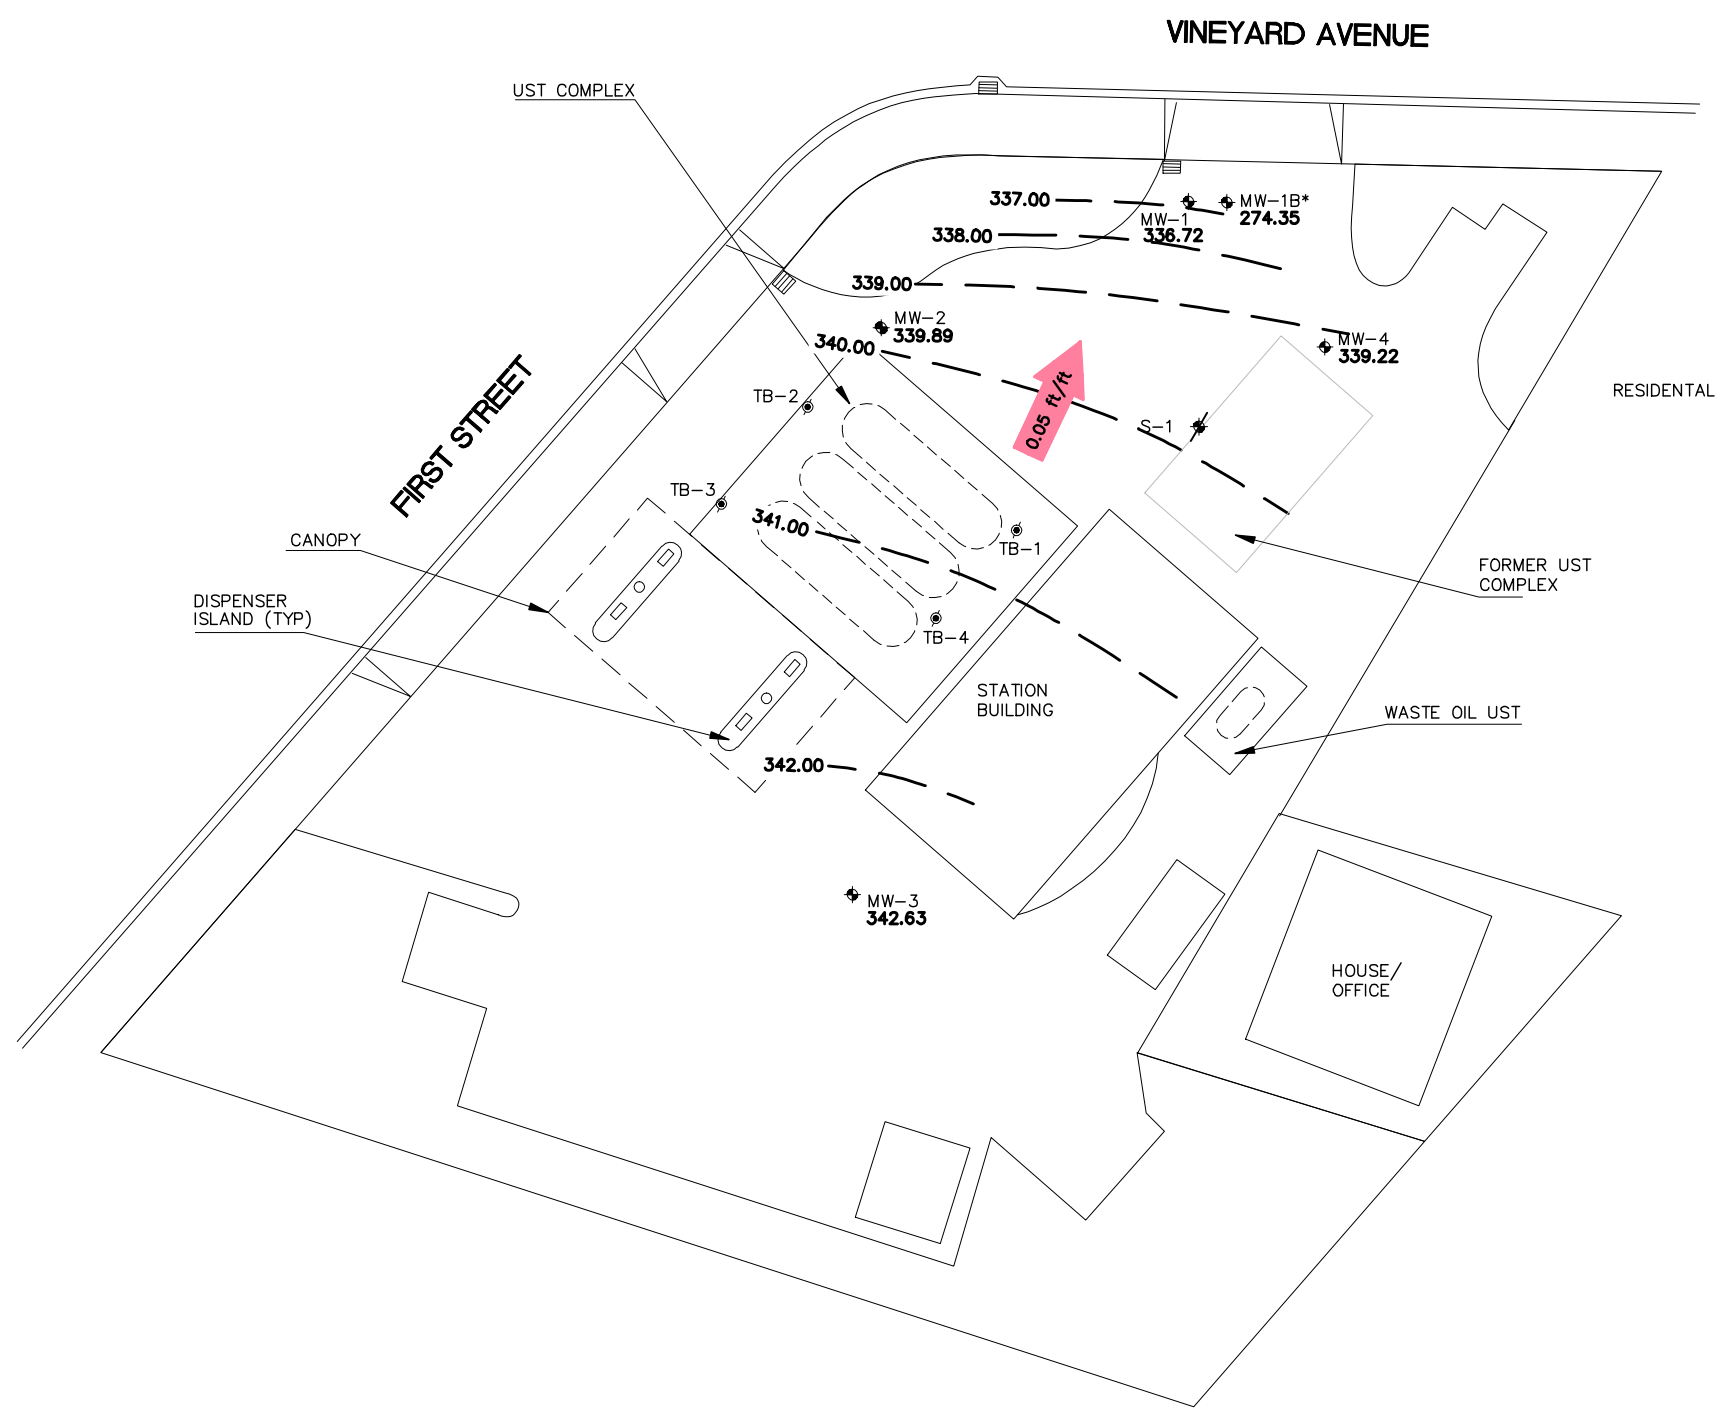 VINEYARD AVENUE
UST COMPLEX
337.00
MW-1B*
274.35
MW-1
336.72
338.00
339.00
MW-2
339.89
340.00
MW-4
339.22
FIRST STREET
RESIDENTAL
TB-2
0.05 ft/ft
S-1
TB-3
341.00
TB-1
CANOPY
FORMER UST
COMPLEX
DISPENSER
ISLAND (TYP)
TB-4
STATION
BUILDING
WASTE OIL UST
342.00
MW-3
342.63
HOUSE/
OFFICE